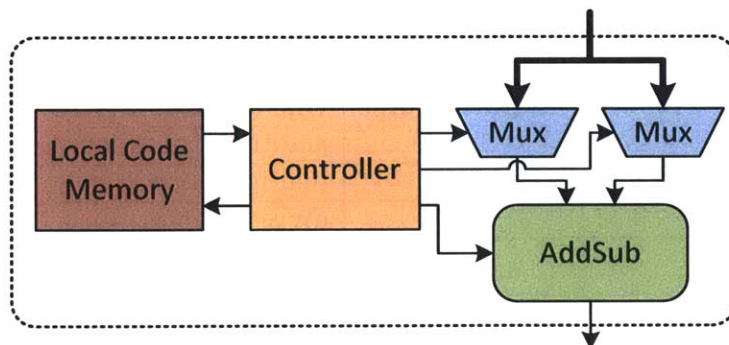 Local Code
Memory
Controller
Mux
Mux
AddSub